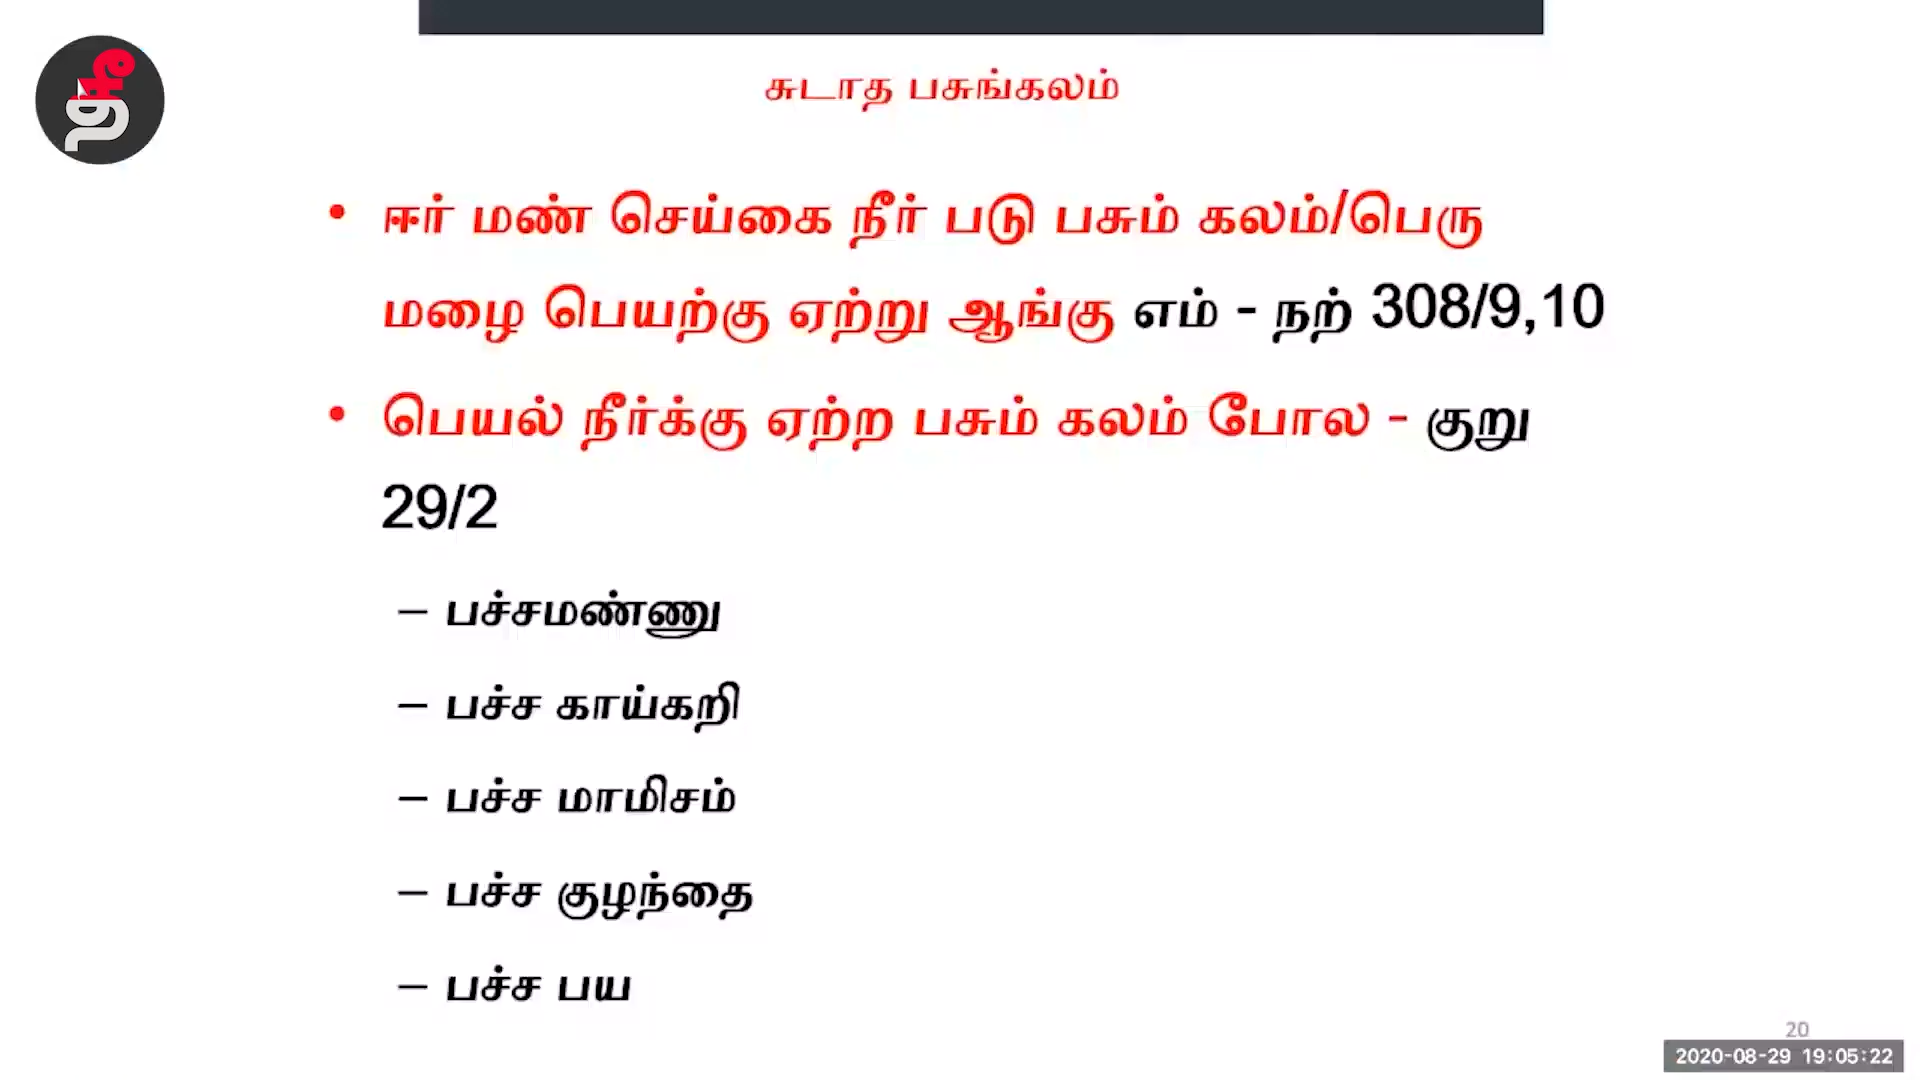 சுடாத பசுங்கலம்
• ஈர் மண் செய்கை நீர் படு பசும் கலம்/பெரு
மழை பெயற்கு ஏற்று ஆங்கு எம் - நற் 308/9,10
• பெயல் நீர்க்கு ஏற்ற பசும் கலம் போல - குறு
29/2
– பச்சமண்ணு
– பச்ச காய்கறி
– பச்ச மாமிசம்
– பச்ச குழந்தை
– பச்ச பய
20
2020-08-29 19:05:22